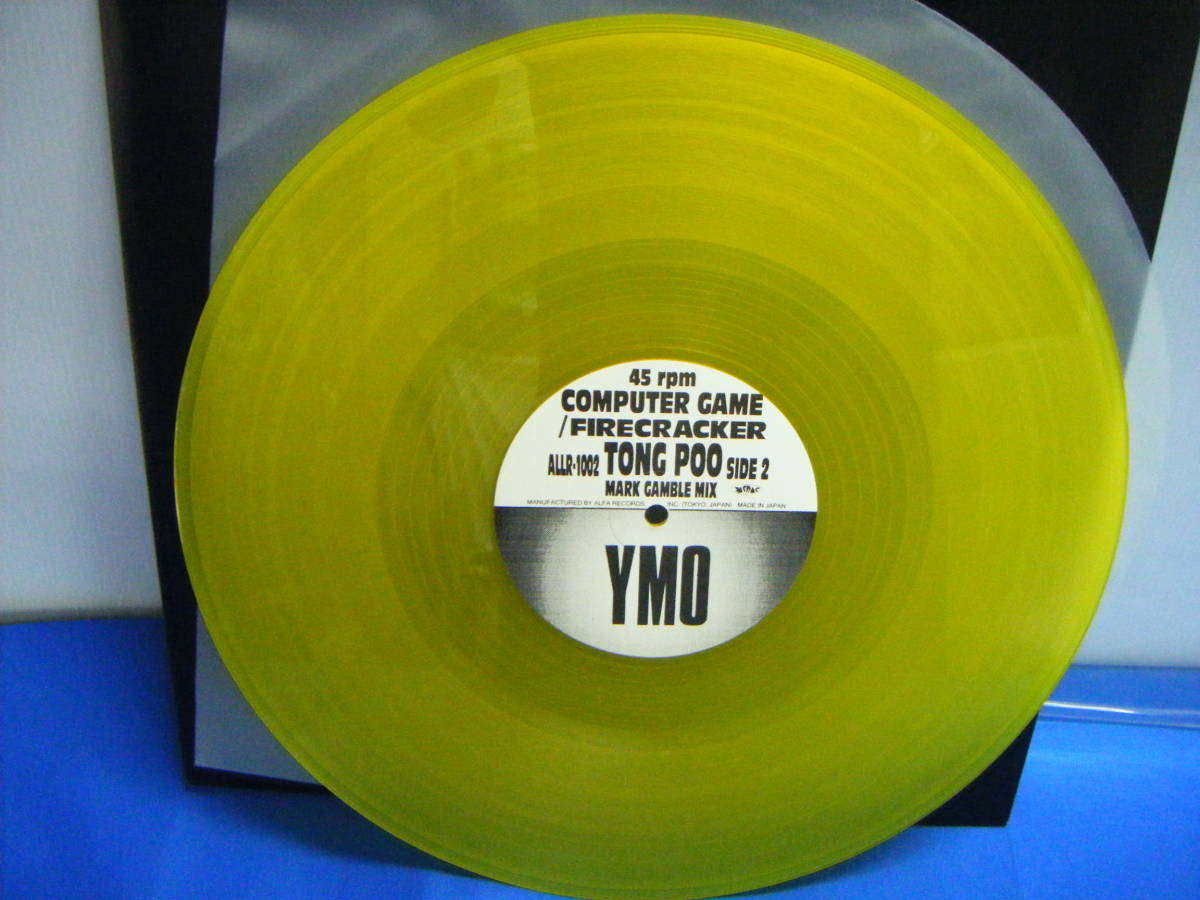 45 rpm
COMPUTER GAME
/FIRECRACKER
ALLR-1002 TONG POO SIDE 2
MARK GAMBLE MIX
MANUFACTURED BY ALFA RECORDS, INC. (TOKYO, JAPAN) MADE IN JAPAN
YMO